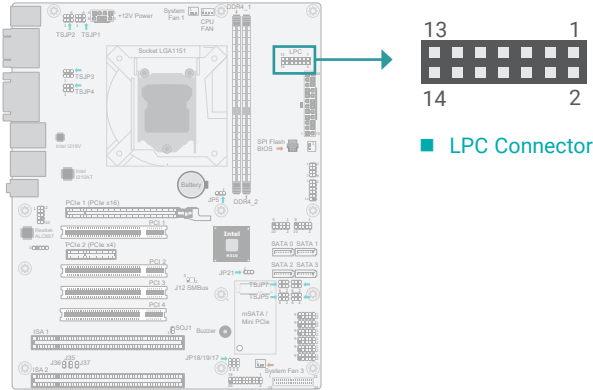 +12V Power
System
Fan 1
CPU
FAN
DDR4_1
TSJP2
TSJP1
Socket LGA1151
LPC
13
1
14
2
LPC Connector
TSJP3
TSJP4
Intel I219V
Intel
I210AT
SPI Flash
BIOS
Battery
JP5
DDR4_2
PCIe 1 (PCIe x16)
PCI 1
Realtek
ALC887
Intel
H310
PCIe 2 (PCIe x4)
SATA 0
SATA 1
PCI 2
JP21
SATA 2
SATA 3
PCI 3
J12 SMBus
TSJP7
TSJP5
PCI 4
mSATA /
Mini PCIe
SOJ1
Buzzer
ISA 1
J35
J36
J37
JP18/19/17
System Fan 3
ISA 2